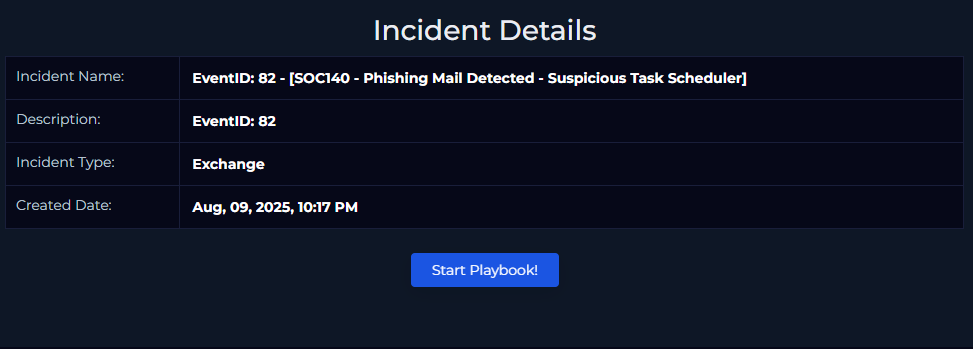 Incident Details
Incident Name: EventID: 82 - [SOC140 - Phishing Mail Detected - Suspicious Task Scheduler]
Description: EventID: 82
Incident Type: Exchange
Created Date: Aug, 09, 2025, 10:17 PM
Start Playbook!